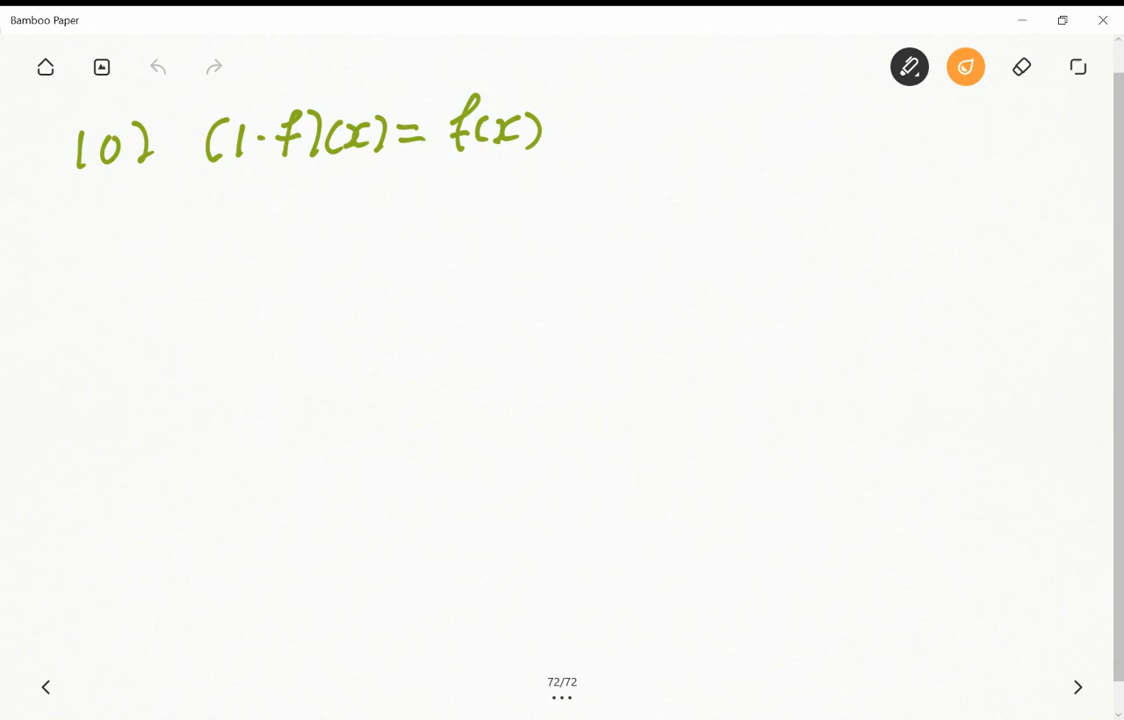 Bamboo Paper
10) (1·f)(x) = f(x)
72/72